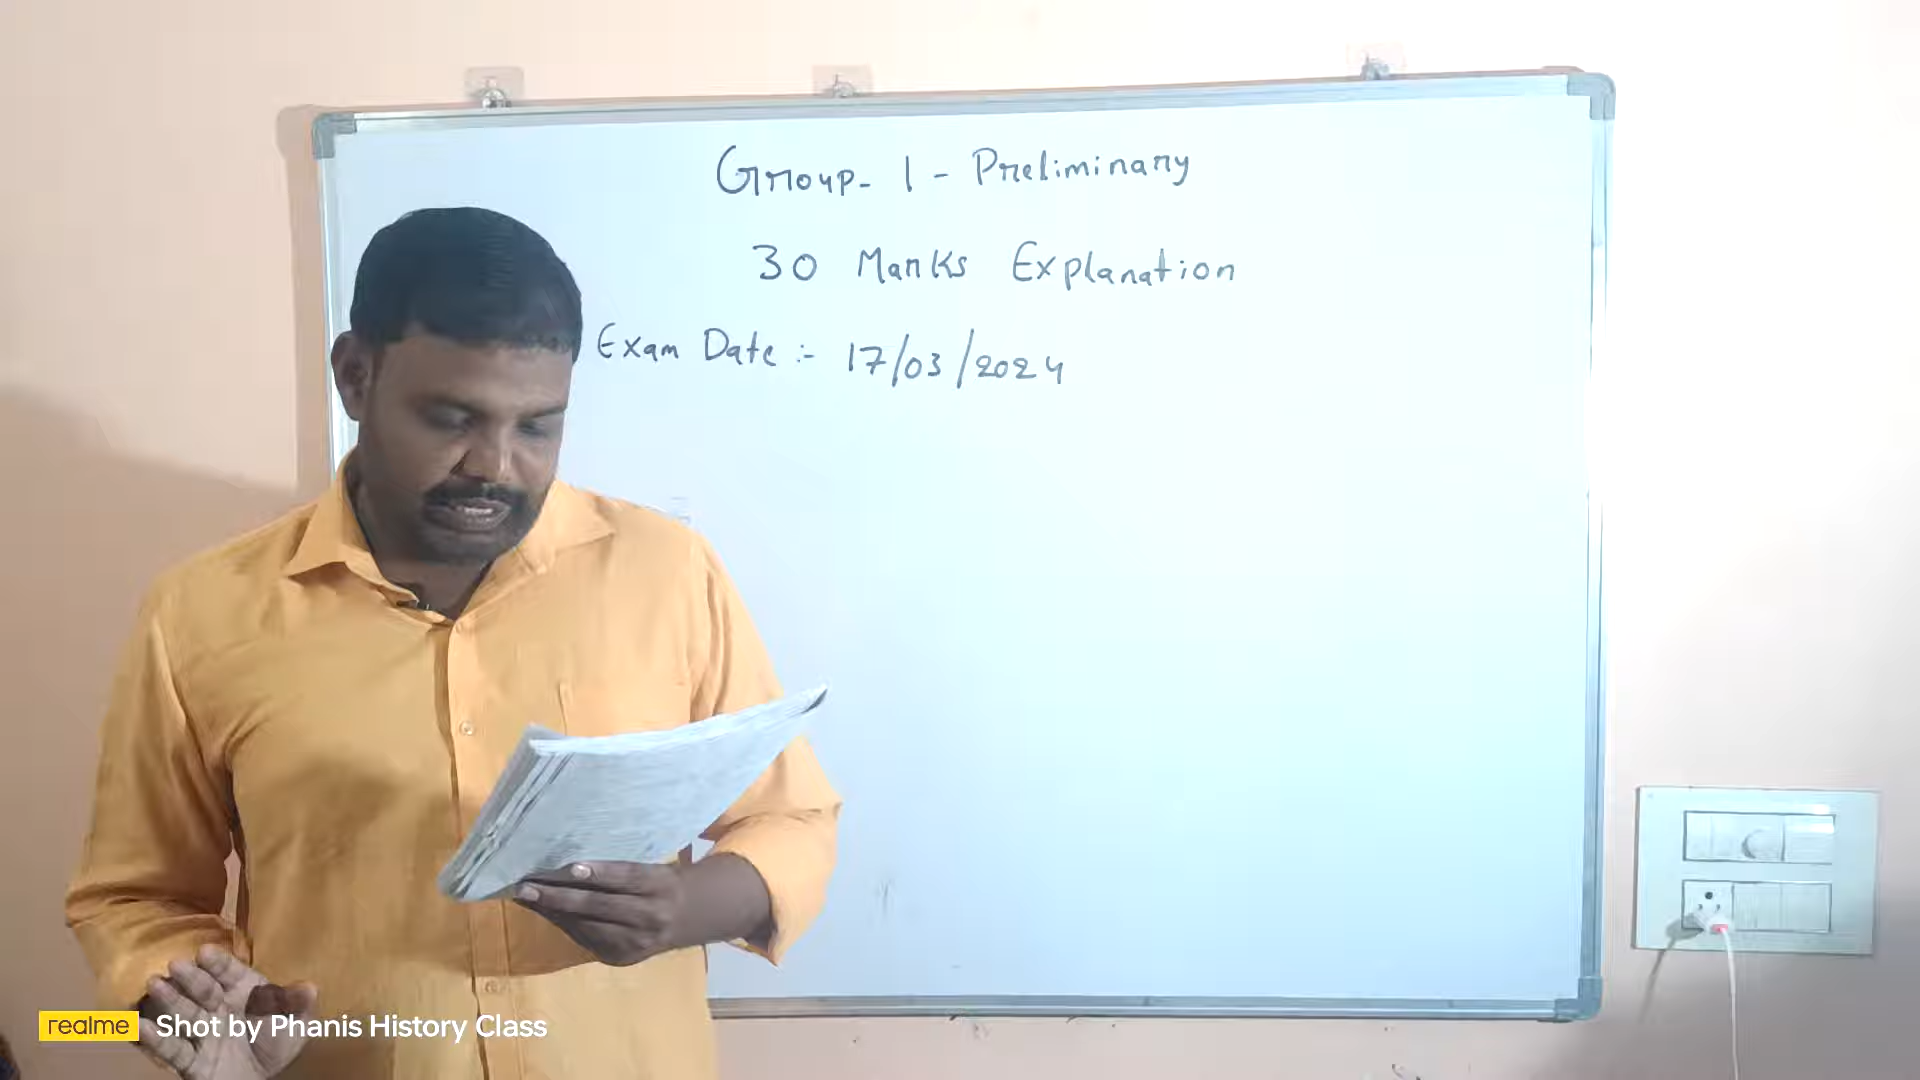 Group- 1 - Preliminary
30 Marks Explanation
Exam Date :- 17/03/2024
realme Shot by Phanis History Class